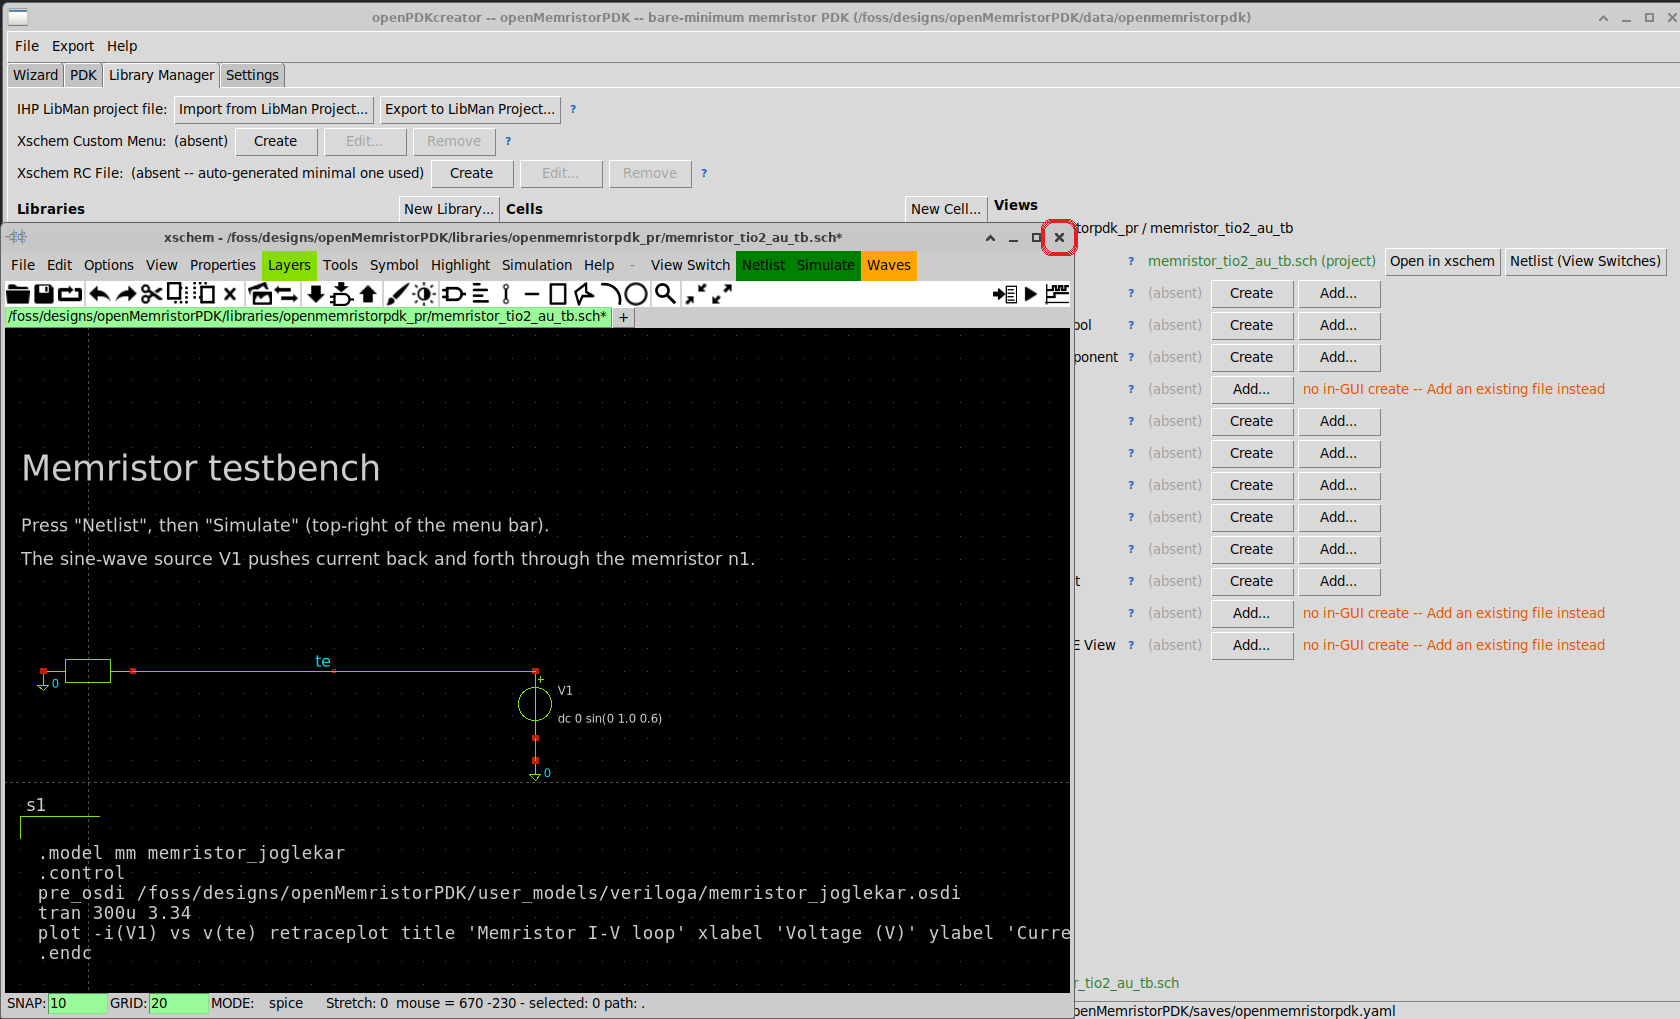 openPDKcreator -- openMemristorPDK -- bare-minimum memristor PDK (/foss/designs/openMemristorPDK/data/openmemristorpdk)
File Export Help
Wizard PDK Library Manager Settings
IHP LibMan project file: Import from LibMan Project... Export to LibMan Project... ?
Xschem Custom Menu: (absent) Create Edit... Remove ?
Xschem RC File: (absent -- auto-generated minimal one used) Create Edit... Remove ?
Libraries New Library... Cells New Cell... Views
torpdk_pr / memristor_tio2_au_tb
xschem - /foss/designs/openMemristorPDK/libraries/openmemristorpdk_pr/memristor_tio2_au_tb.sch*
File Edit Options View Properties Layers Tools Symbol Highlight Simulation Help - View Switch Netlist Simulate Waves
? memristor_tio2_au_tb.sch (project) Open in xschem Netlist (View Switches)
? (absent) Create Add...
/foss/designs/openMemristorPDK/libraries/openmemristorpdk_pr/memristor_tio2_au_tb.sch* +
bol ? (absent) Create Add...
ponent ? (absent) Create Add...
? (absent) Add... no in-GUI create -- Add an existing file instead
? (absent) Create Add...
? (absent) Create Add...
? (absent) Create Add...
? (absent) Create Add...
? (absent) Create Add...
t ? (absent) Create Add...
? (absent) Add... no in-GUI create -- Add an existing file instead
E View ? (absent) Add... no in-GUI create -- Add an existing file instead
Memristor testbench
Press "Netlist", then "Simulate" (top-right of the menu bar).
The sine-wave source V1 pushes current back and forth through the memristor n1.
te
0
+
V1
dc 0 sin(0 1.0 0.6)
0
s1
.model mm memristor_joglekar
.control
pre_osdi /foss/designs/openMemristorPDK/user_models/veriloga/memristor_joglekar.osdi
tran 300u 3.34
plot -i(V1) vs v(te) retraceplot title 'Memristor I-V loop' xlabel 'Voltage (V)' ylabel 'Curre
.endc
r_tio2_au_tb.sch
SNAP: 10 GRID: 20 MODE: spice Stretch: 0 mouse = 670 -230 - selected: 0 path: .
penMemristorPDK/saves/openmemristorpdk.yaml